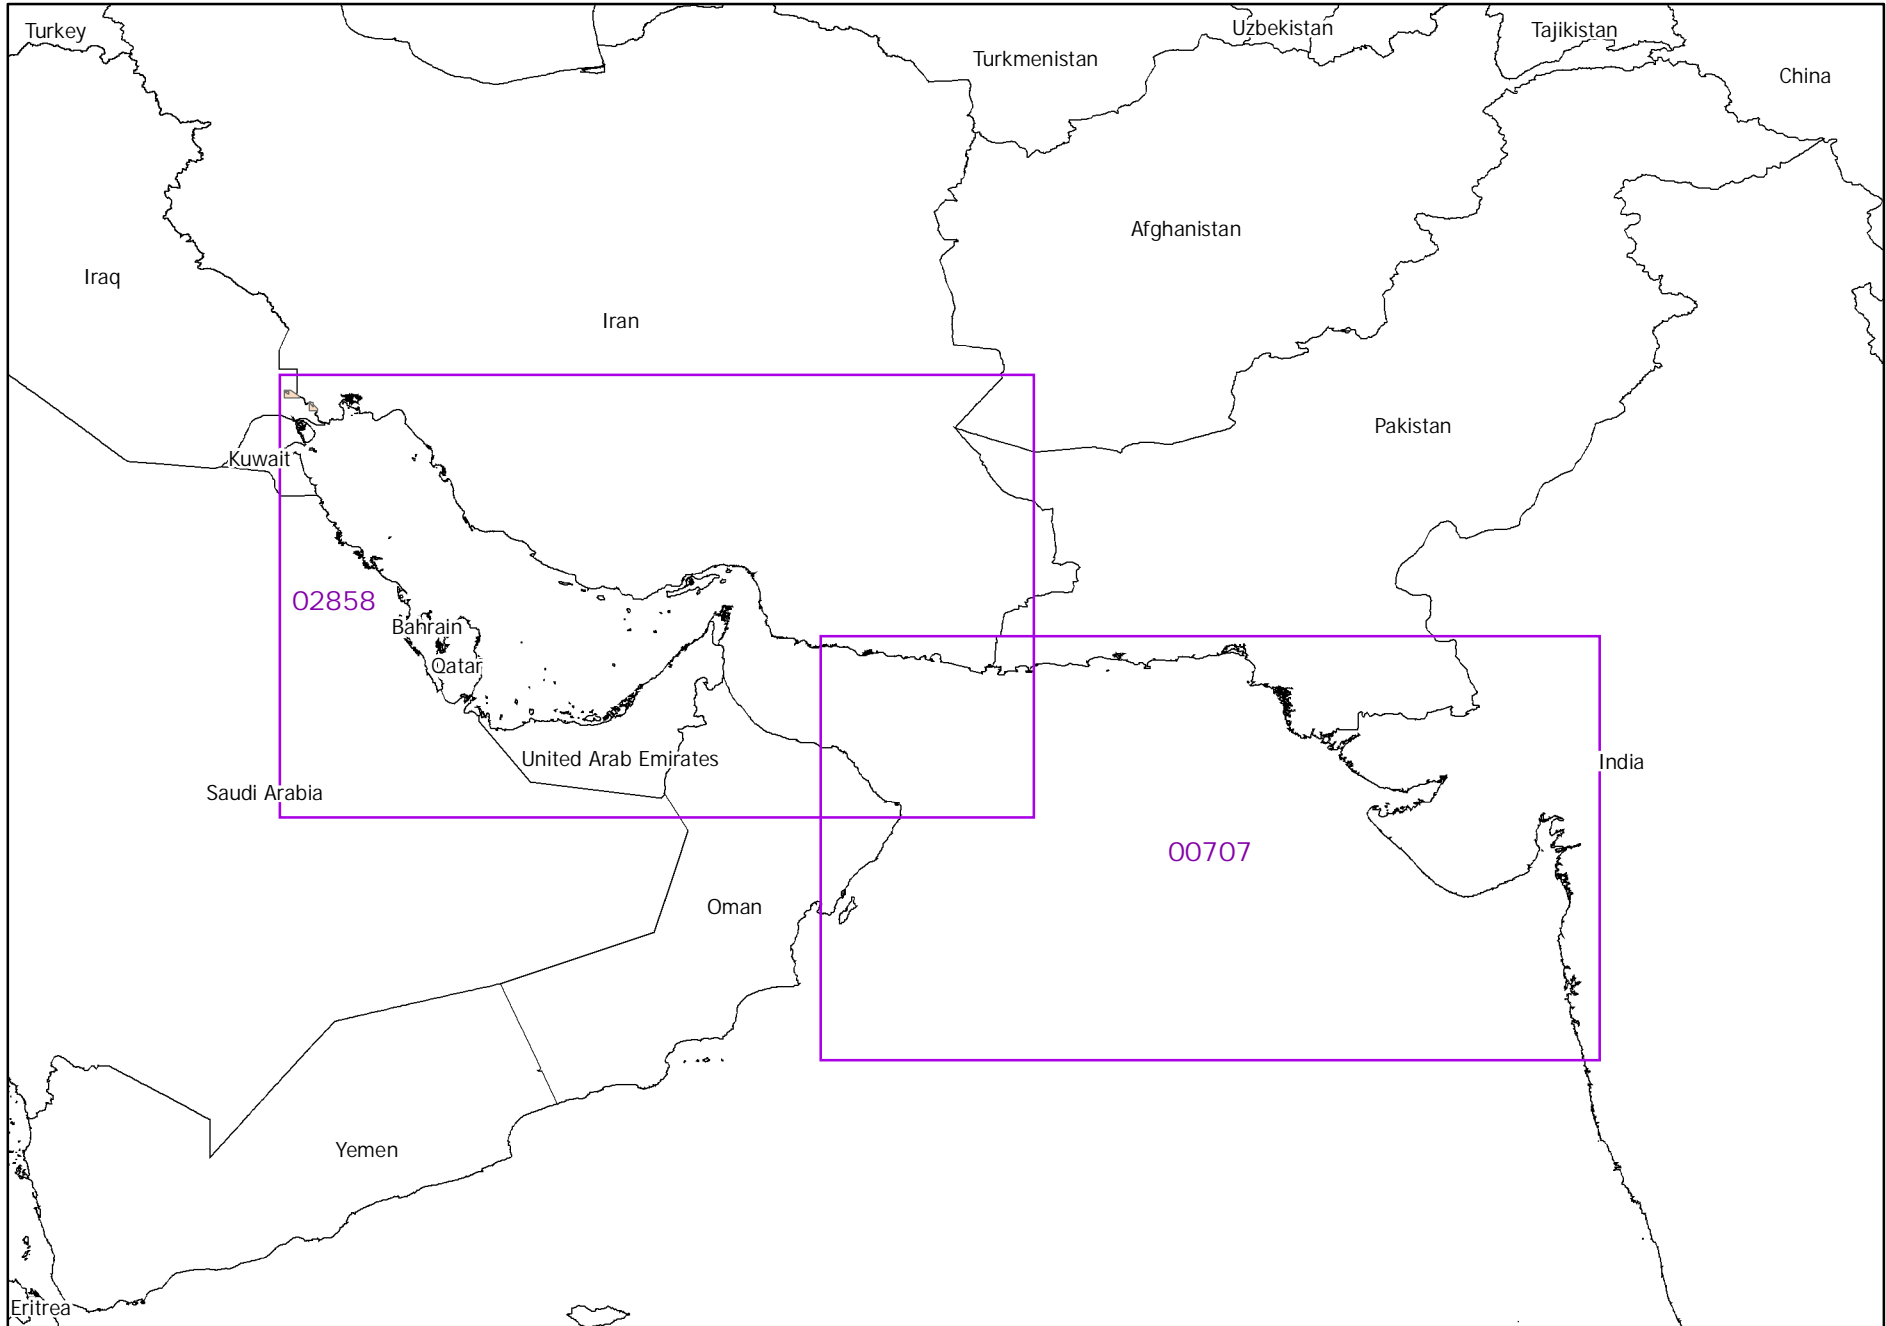 Turkey
Uzbekistan
Tajikistan
Turkmenistan
China
Afghanistan
Iraq
Iran
Pakistan
Kuwait
02858
Bahrain
Qatar
United Arab Emirates
India
Saudi Arabia
00707
Oman
Yemen
Eritrea